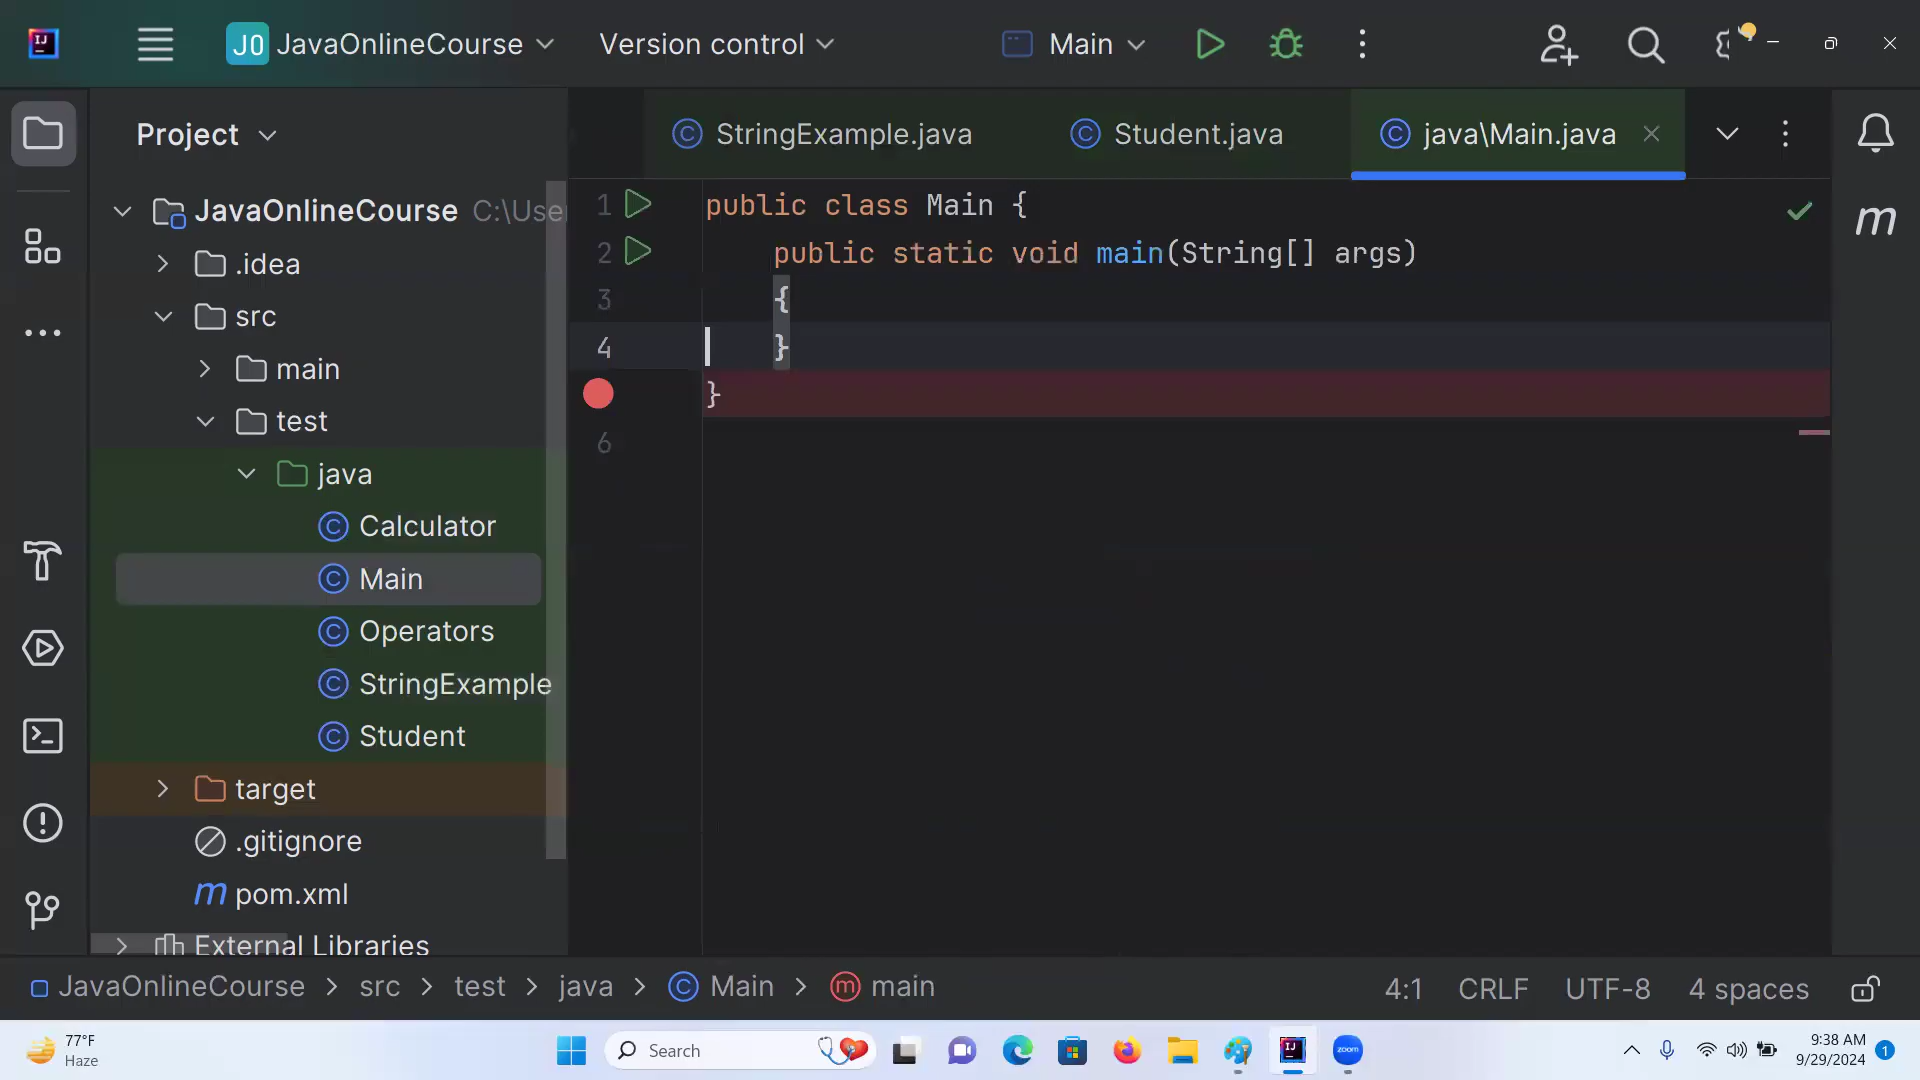 IJ
J0 JavaOnlineCourse Version control Main
Project
StringExample.java Student.java java\Main.java
JavaOnlineCourse C:\Use
.idea
src
main
test
java
Calculator
Main
Operators
StringExample
Student
target
.gitignore
m pom.xml
External Libraries
1 public class Main {
2 public static void main(String[] args)
3 {
4 }
}
6
m
JavaOnlineCourse > src > test > java > Main > main
4:1 CRLF UTF-8 4 spaces
77°F
Haze
Search
zoom
9:38 AM
9/29/2024
1